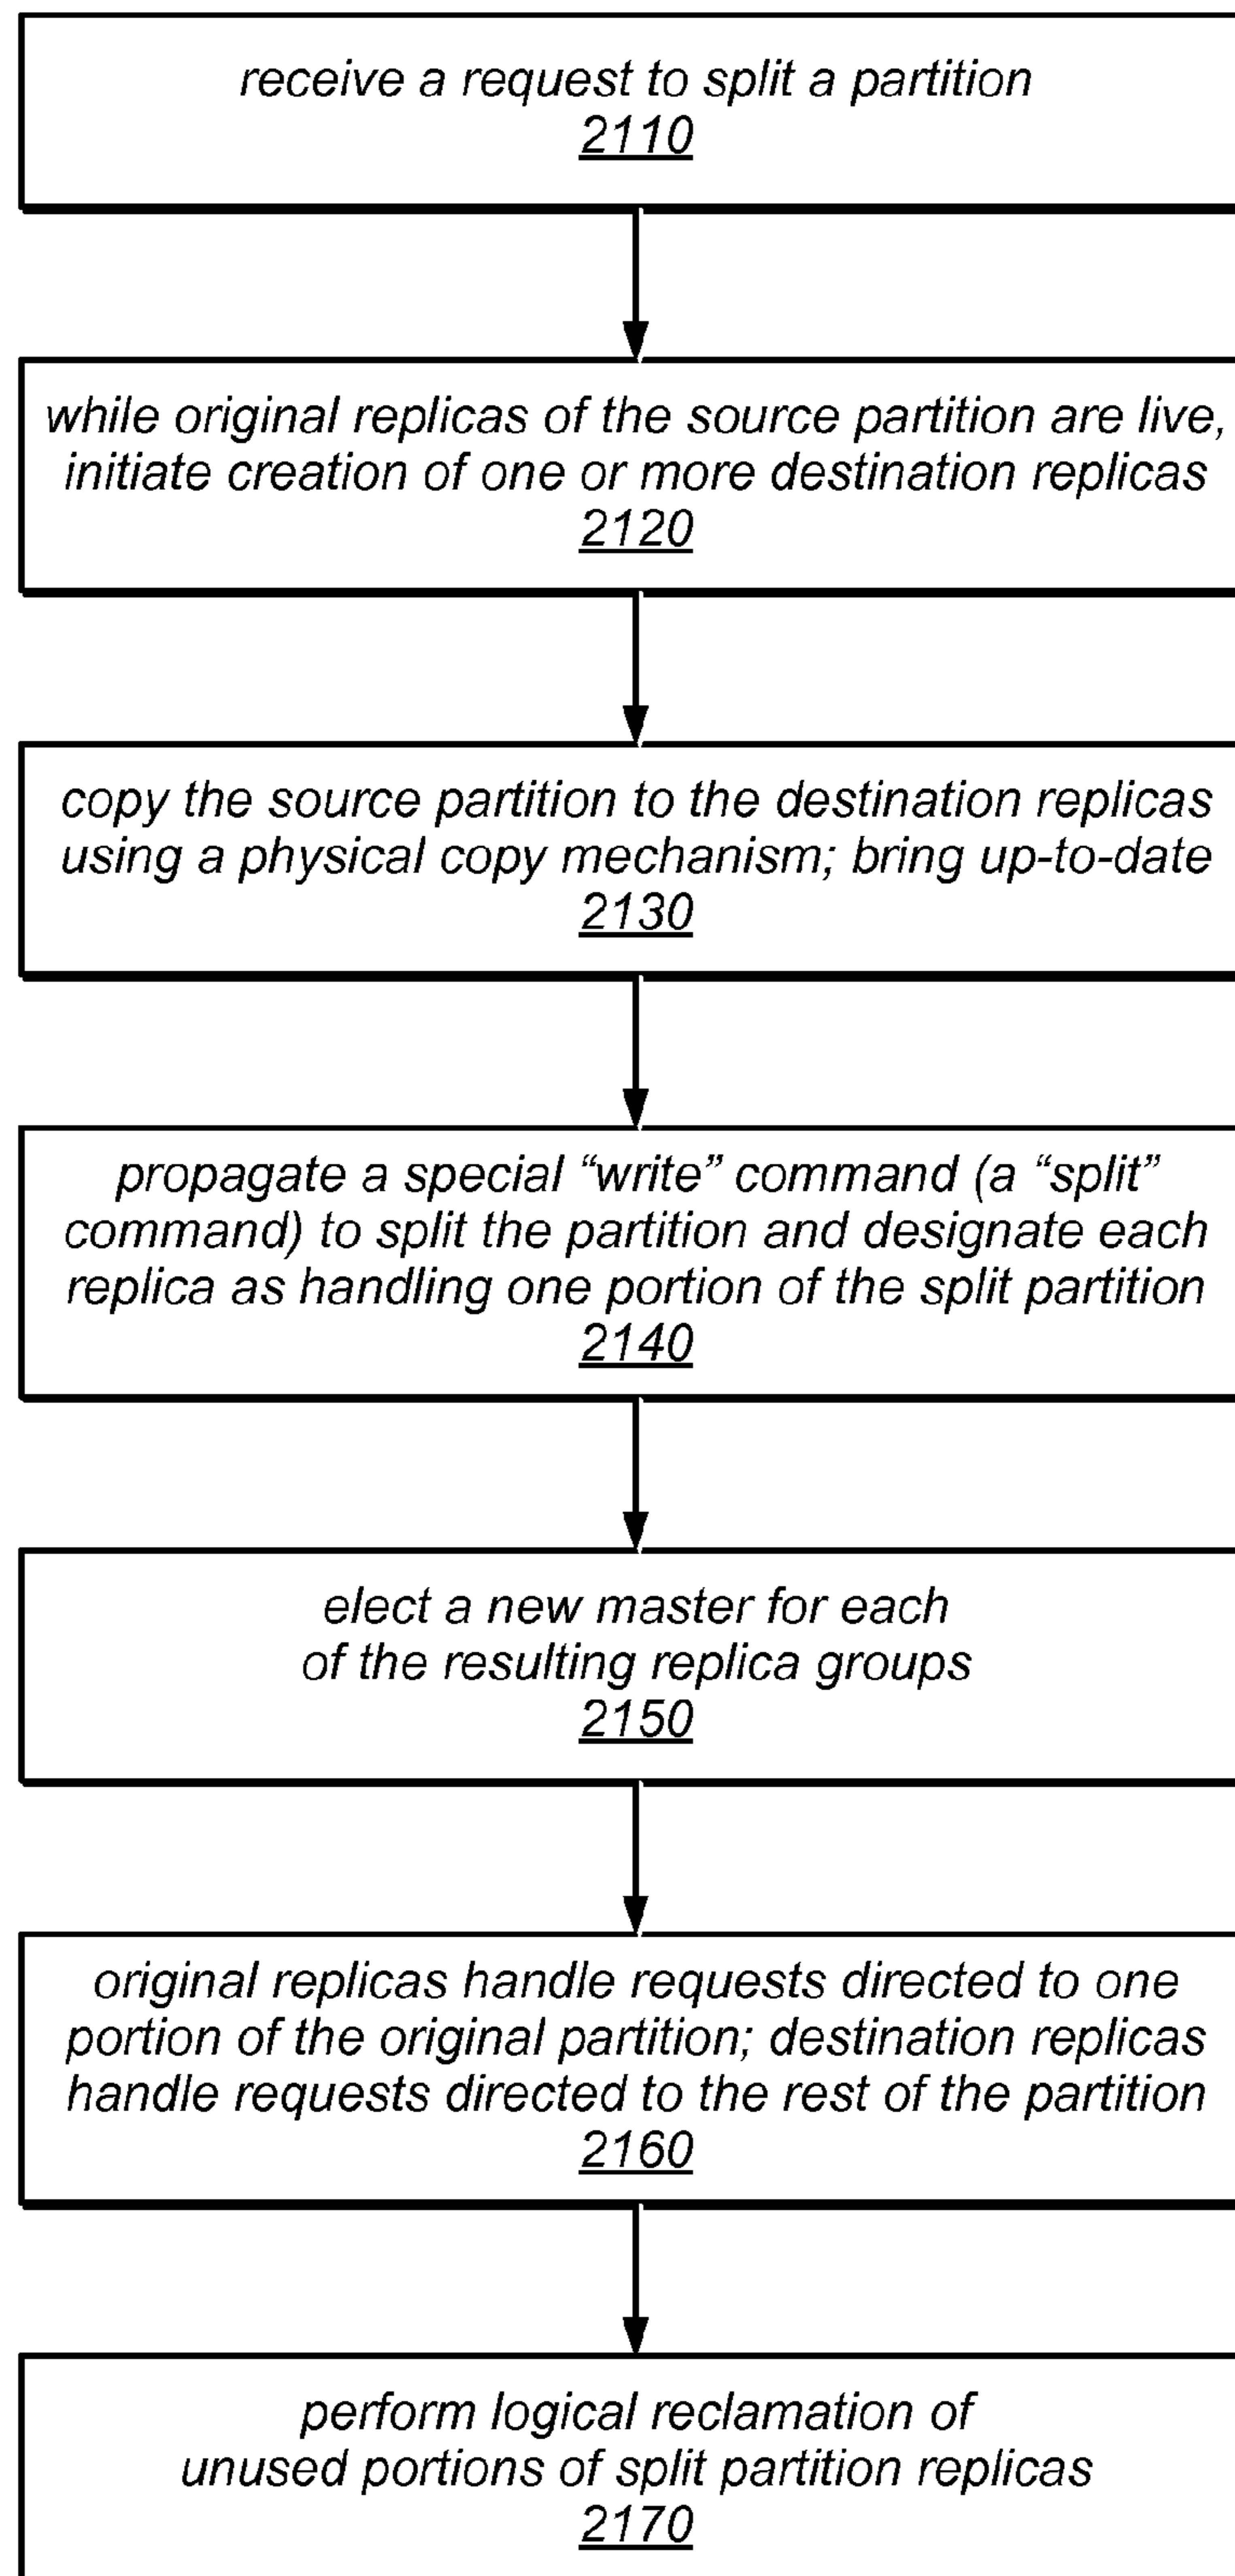 receive a request to split a partition
2110
while original replicas of the source partition are live,
initiate creation of one or more destination replicas
2120
copy the source partition to the destination replicas
using a physical copy mechanism; bring up-to-date
2130
propagate a special “write” command (a “split”
command) to split the partition and designate each
replica as handling one portion of the split partition
2140
elect a new master for each
of the resulting replica groups
2150
original replicas handle requests directed to one
portion of the original partition; destination replicas
handle requests directed to the rest of the partition
2160
perform logical reclamation of
unused portions of split partition replicas
2170